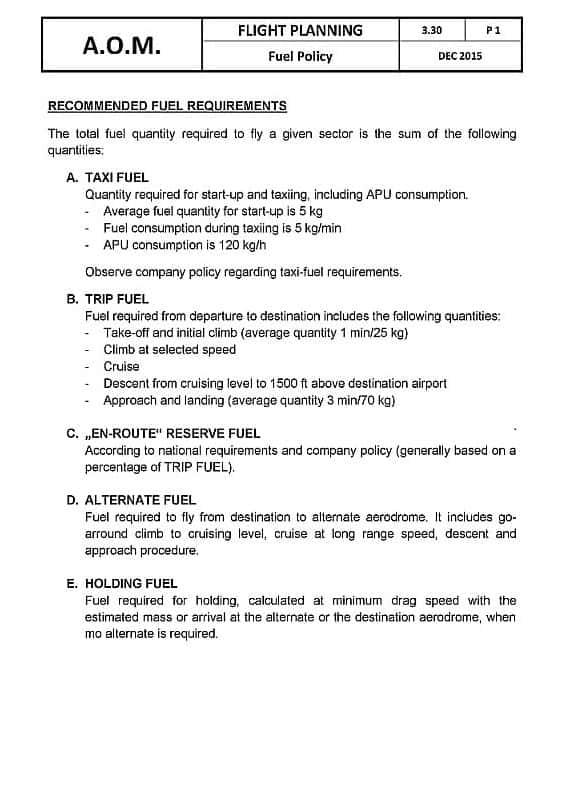 A.O.M.
FLIGHT PLANNING
3.30
P 1
Fuel Policy
DEC 2015
RECOMMENDED FUEL REQUIREMENTS
The total fuel quantity required to fly a given sector is the sum of the following
quantities:
A. TAXI FUEL
Quantity required for start-up and taxiing, including APU consumption.
- Average fuel quantity for start-up is 5 kg
- Fuel consumption during taxiing is 5 kg/min
- APU consumption is 120 kg/h
Observe company policy regarding taxi-fuel requirements.
B. TRIP FUEL
Fuel required from departure to destination includes the following quantities:
- Take-off and initial climb (average quantity 1 min/25 kg)
- Climb at selected speed
- Cruise
- Descent from cruising level to 1500 ft above destination airport
- Approach and landing (average quantity 3 min/70 kg)
C. „EN-ROUTE“ RESERVE FUEL
According to national requirements and company policy (generally based on a
percentage of TRIP FUEL).
D. ALTERNATE FUEL
Fuel required to fly from destination to alternate aerodrome. It includes go-
arround climb to cruising level, cruise at long range speed, descent and
approach procedure.
E. HOLDING FUEL
Fuel required for holding, calculated at minimum drag speed with the
estimated mass or arrival at the alternate or the destination aerodrome, when
mo alternate is required.